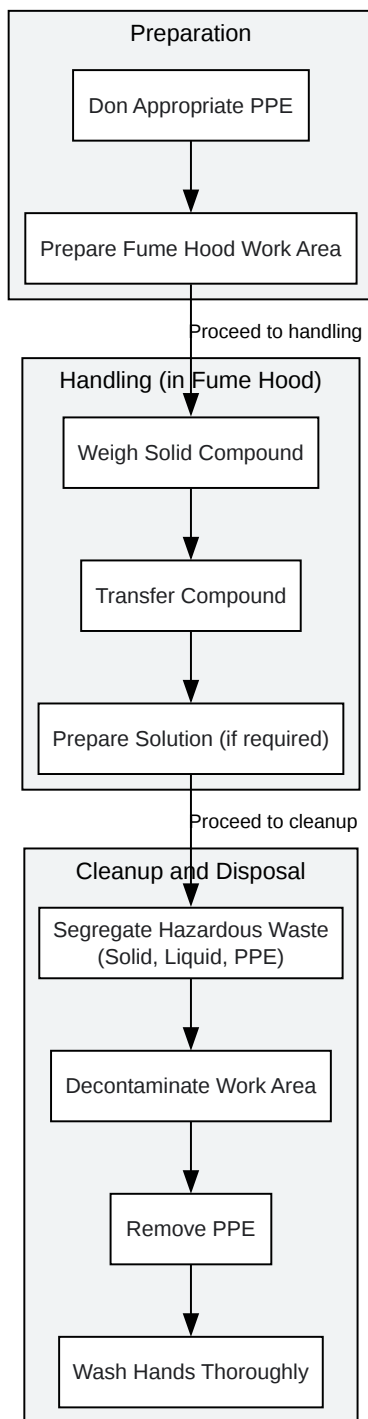 Preparation
Don Appropriate PPE
Prepare Fume Hood Work Area
Proceed to handling
Handling (in Fume Hood)
Weigh Solid Compound
Transfer Compound
Prepare Solution (if required)
Proceed to cleanup
Cleanup and Disposal
Segregate Hazardous Waste
(Solid, Liquid, PPE)
Decontaminate Work Area
Remove PPE
Wash Hands Thoroughly